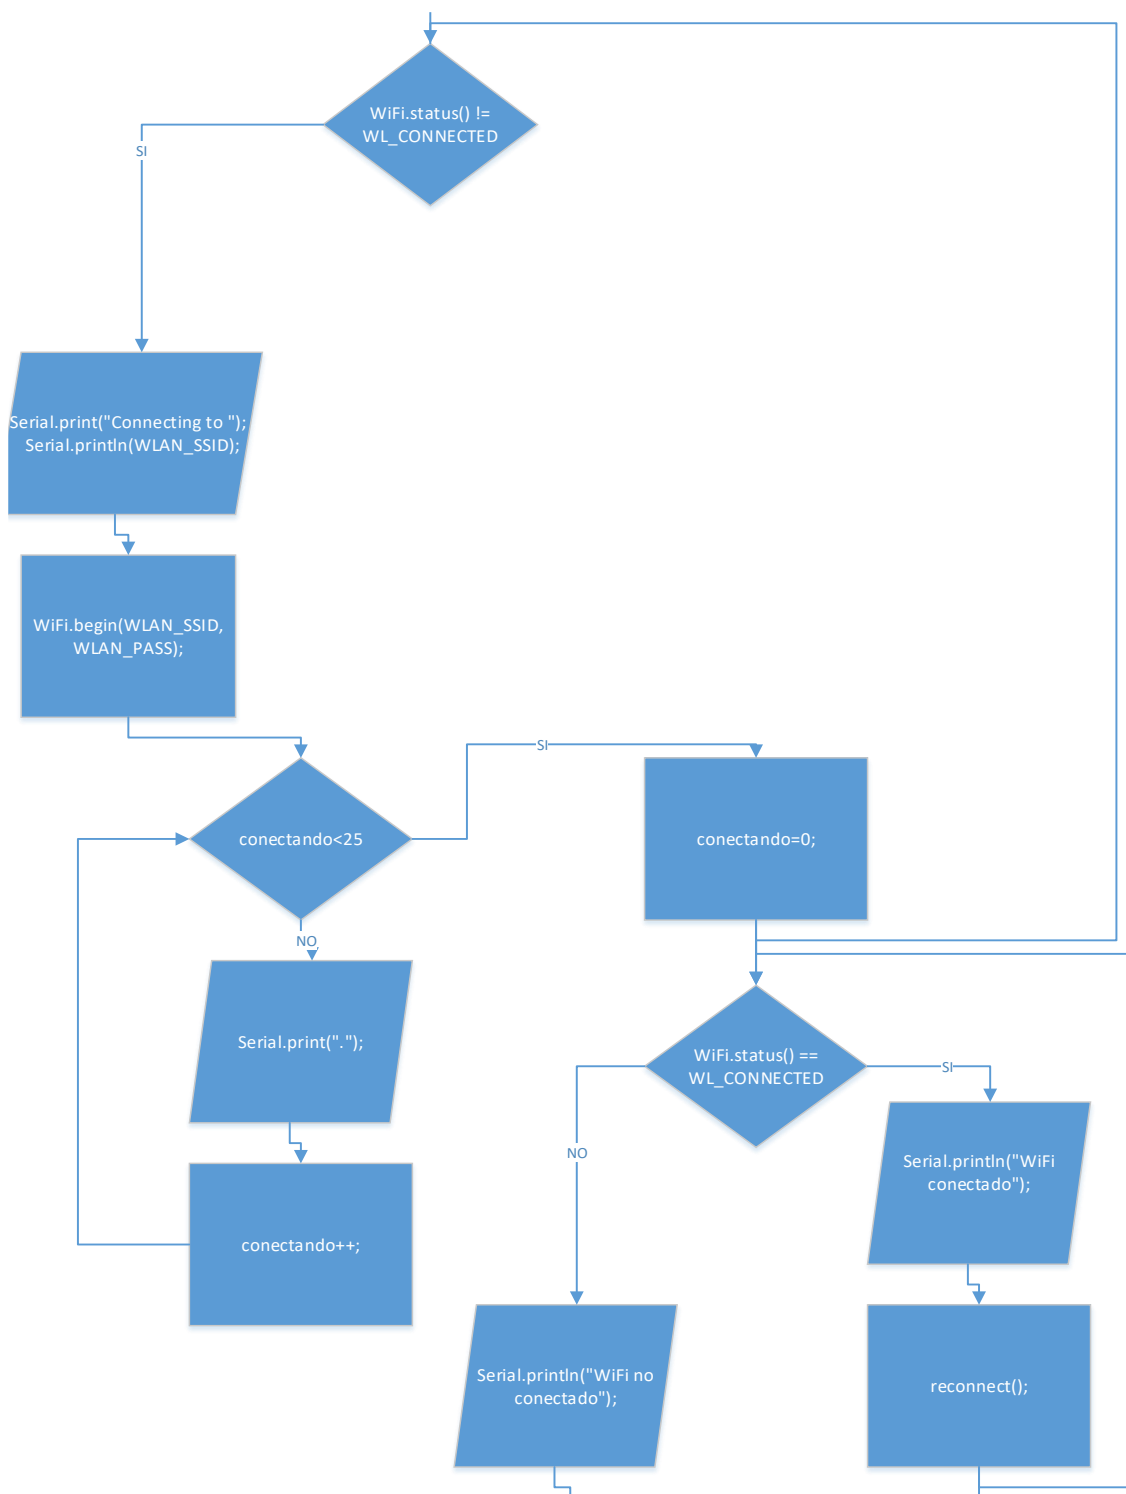 WiFi.status() !=
WL_CONNECTED
SI
Serial.print("Connecting to ");
Serial.println(WLAN_SSID);
WiFi.begin(WLAN_SSID,
WLAN_PASS);
SI
conectando<25
conectando=0;
NO
Serial.print(".");
WiFi.status() ==
WL_CONNECTED
SI
NO
Serial.println("WiFi
conectado");
conectando++;
Serial.println("WiFi no
conectado");
reconnect();